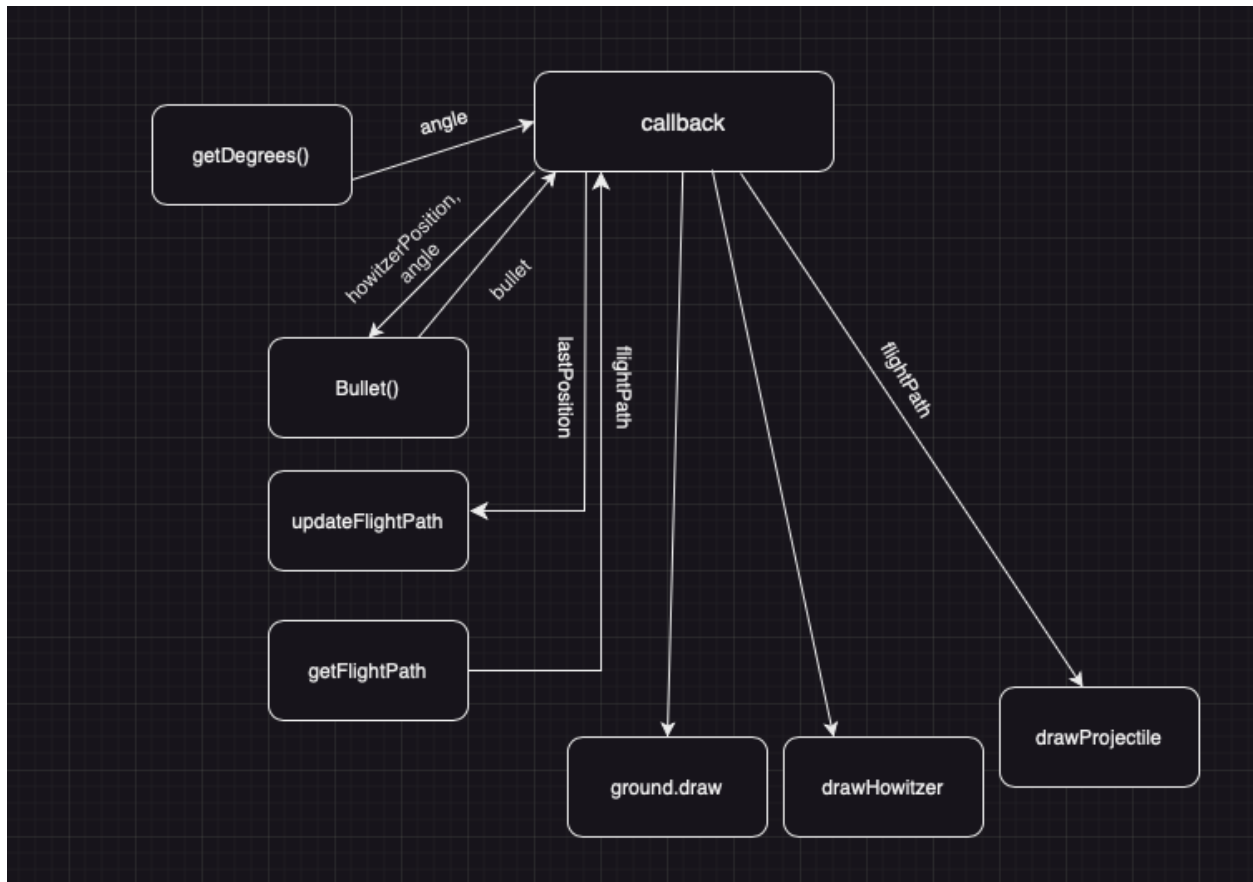 callback
angle
getDegrees()
howitzerPosition,
angle
bullet
lastPosition
flightPath
flightPath
Bullet()
updateFlightPath
getFlightPath
drawProjectile
ground.draw
drawHowitzer